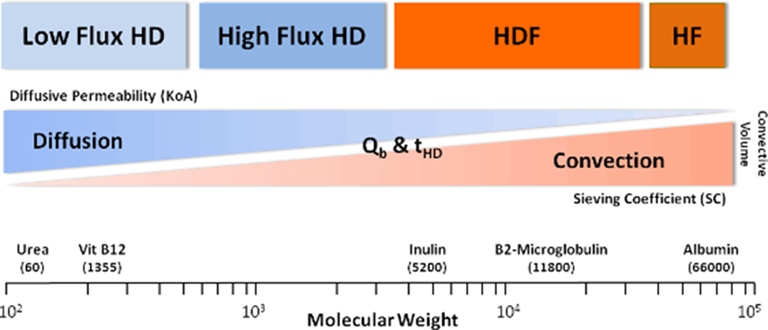 Low Flux HD
High Flux HD
HDF
HF
Diffusive Permeability (KoA)
Diffusion
Qb & tHD
Convection
Convective
Volume
Sieving Coefficient (SC)
Urea
(60)
Vit B12
(1355)
Inulin
(5200)
B2-Microglobulin
(11800)
Albumin
(66000)
10²
10³
10⁴
10⁵
Molecular Weight